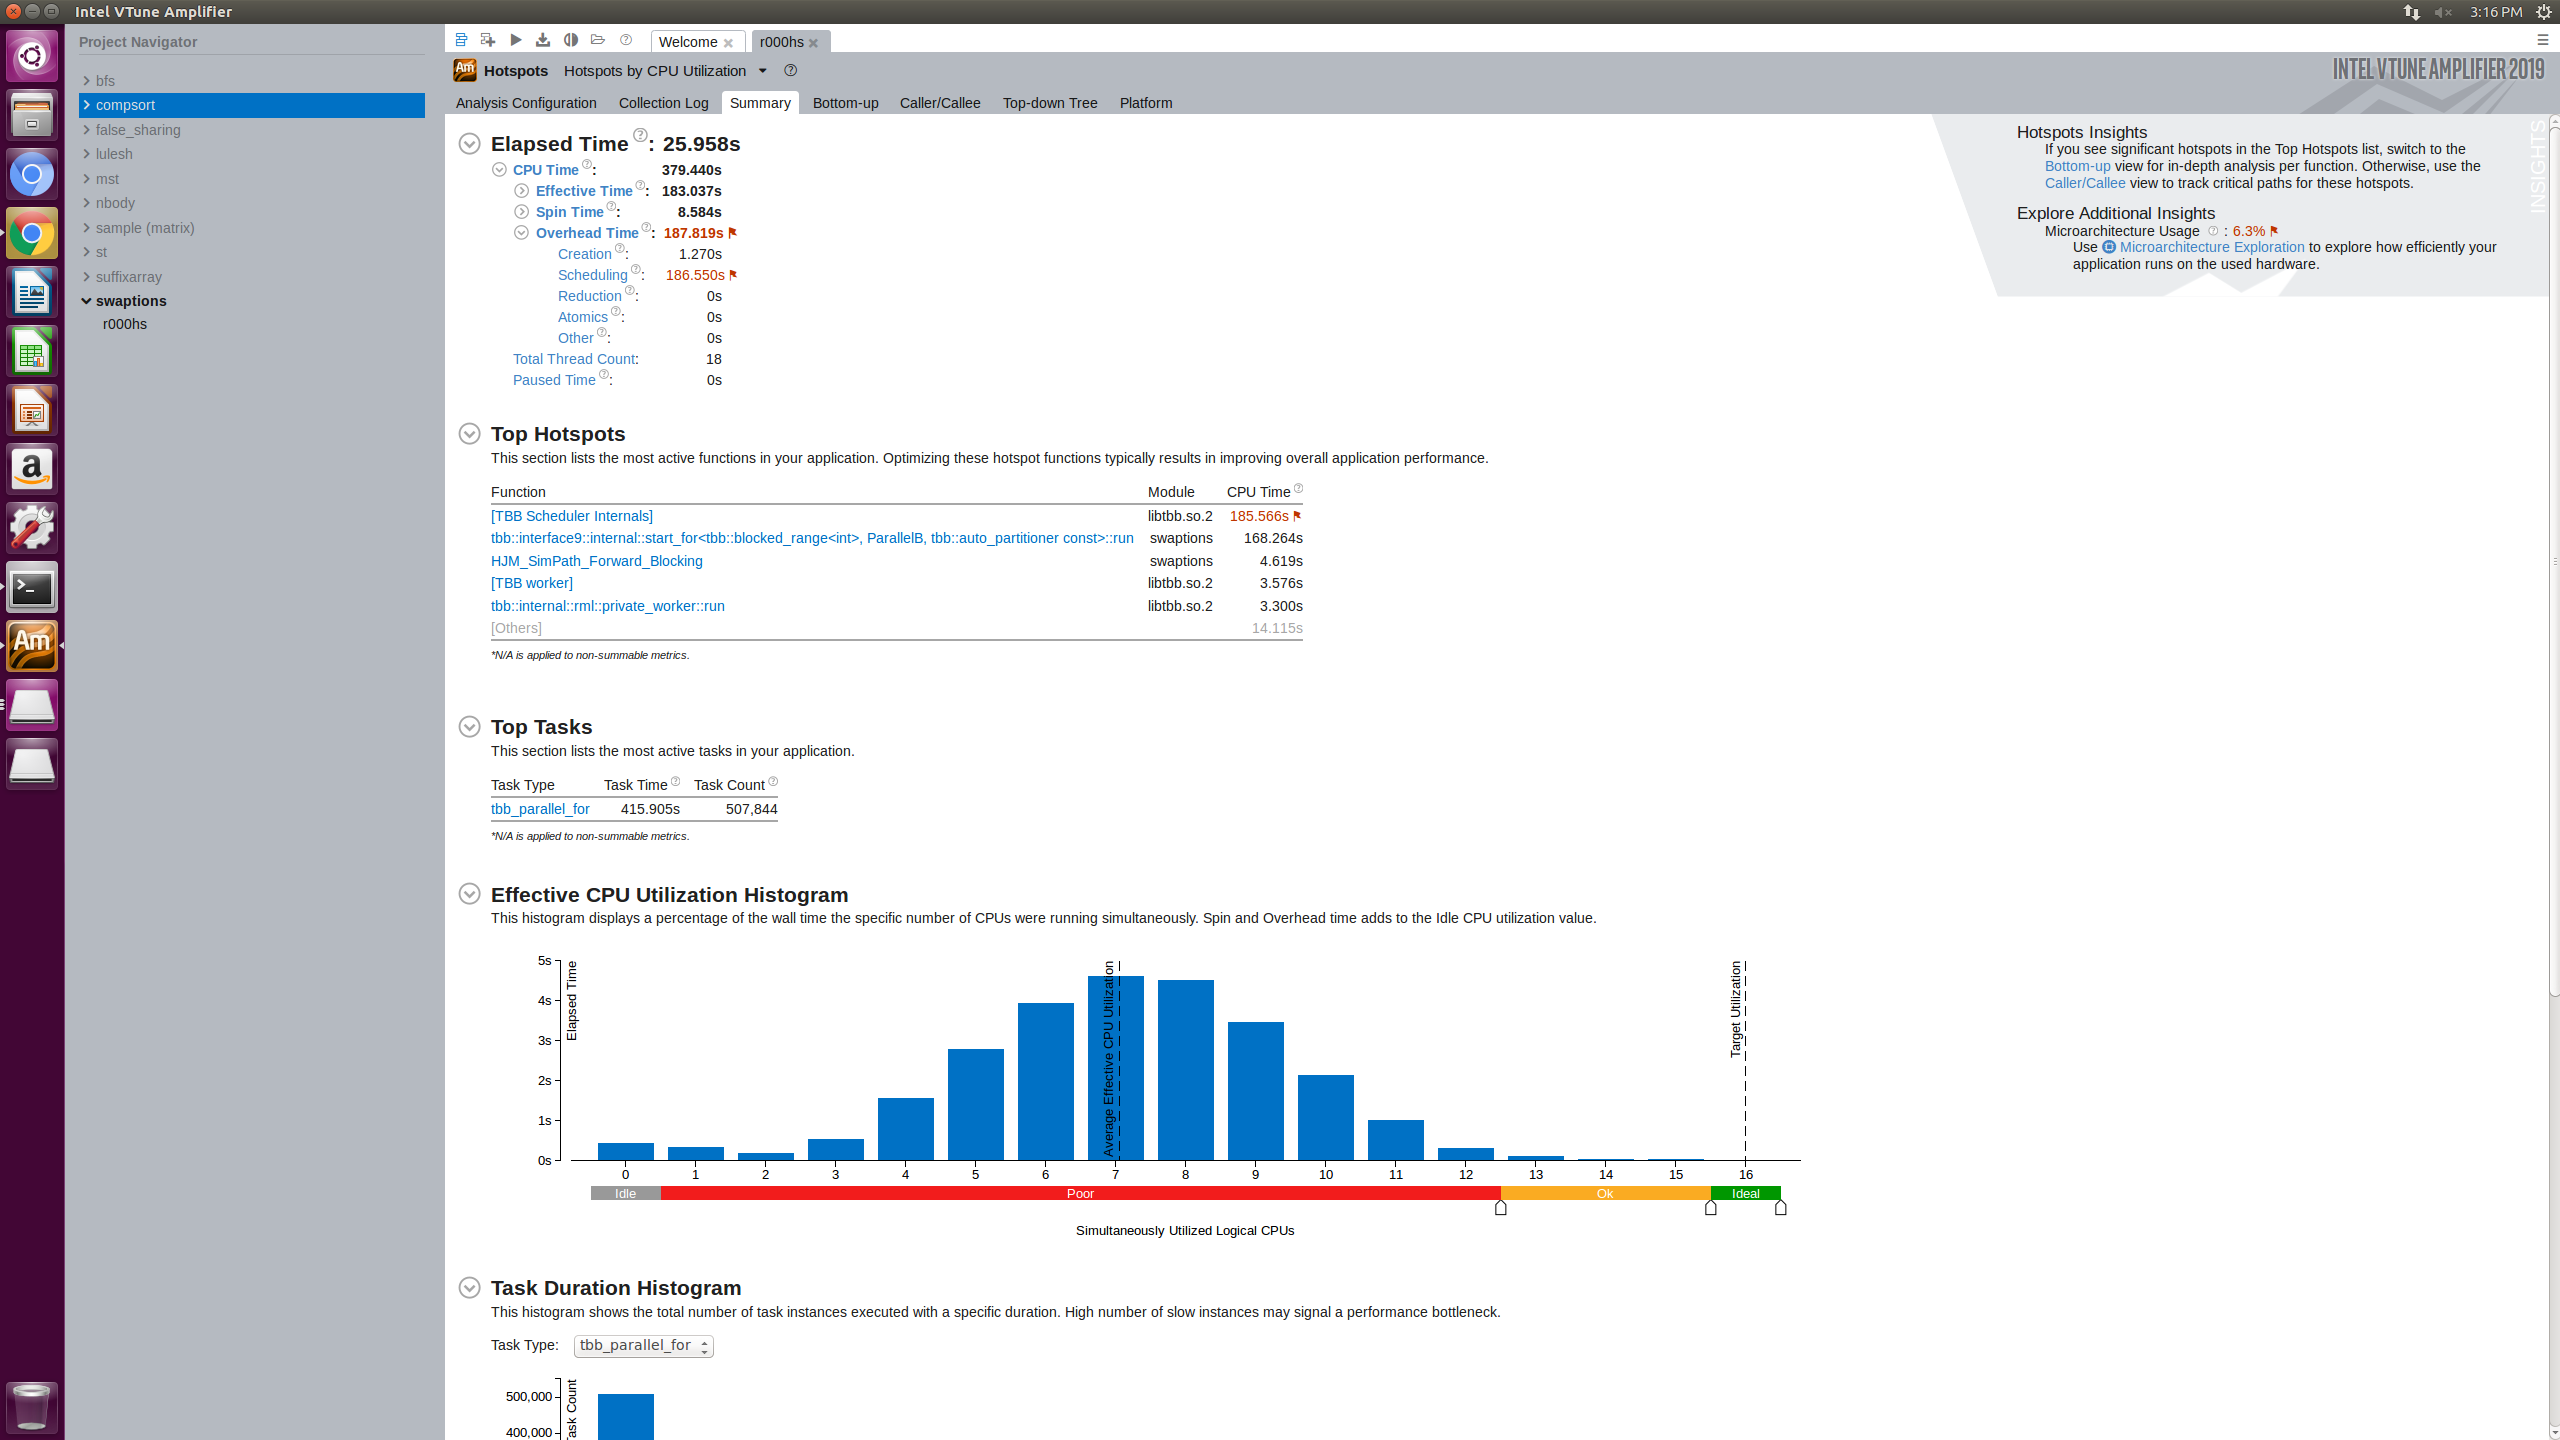 Intel VTune Amplifier
3:16 PM
Project Navigator
bfs
compsort
false_sharing
lulesh
mst
nbody
sample (matrix)
st
suffixarray
swaptions
r000hs
Welcome
r000hs
Am Hotspots Hotspots by CPU Utilization
INTEL VTUNE AMPLIFIER 2019
Analysis Configuration Collection Log Summary Bottom-up Caller/Callee Top-down Tree Platform
Elapsed Time: 25.958s
CPU Time: 379.440s
Effective Time: 183.037s
Spin Time: 8.584s
Overhead Time: 187.819s
Creation: 1.270s
Scheduling: 186.550s
Reduction: 0s
Atomics: 0s
Other: 0s
Total Thread Count: 18
Paused Time: 0s
INSIGHTS
Hotspots Insights
If you see significant hotspots in the Top Hotspots list, switch to the
Bottom-up view for in-depth analysis per function. Otherwise, use the
Caller/Callee view to track critical paths for these hotspots.
Explore Additional Insights
Microarchitecture Usage: 6.3%
Use Microarchitecture Exploration to explore how efficiently your
application runs on the used hardware.
Top Hotspots
This section lists the most active functions in your application. Optimizing these hotspot functions typically results in improving overall application performance.
Function Module CPU Time
[TBB Scheduler Internals] libtbb.so.2 185.566s
tbb::interface9::internal::start_for<tbb::blocked_range<int>, ParallelB, tbb::auto_partitioner const>::run swaptions 168.264s
HJM_SimPath_Forward_Blocking swaptions 4.619s
[TBB worker] libtbb.so.2 3.576s
tbb::internal::rml::private_worker::run libtbb.so.2 3.300s
[Others] 14.115s
*N/A is applied to non-summable metrics.
Top Tasks
This section lists the most active tasks in your application.
Task Type Task Time Task Count
tbb_parallel_for 415.905s 507,844
*N/A is applied to non-summable metrics.
Effective CPU Utilization Histogram
This histogram displays a percentage of the wall time the specific number of CPUs were running simultaneously. Spin and Overhead time adds to the Idle CPU utilization value.
5s
4s
3s
2s
1s
0s
Elapsed Time
Average Effective CPU Utilization
Target Utilization
0 1 2 3 4 5 6 7 8 9 10 11 12 13 14 15 16
Idle Poor Ok Ideal
Simultaneously Utilized Logical CPUs
Task Duration Histogram
This histogram shows the total number of task instances executed with a specific duration. High number of slow instances may signal a performance bottleneck.
Task Type: tbb_parallel_for
500,000
400,000
Task Count
Am
a